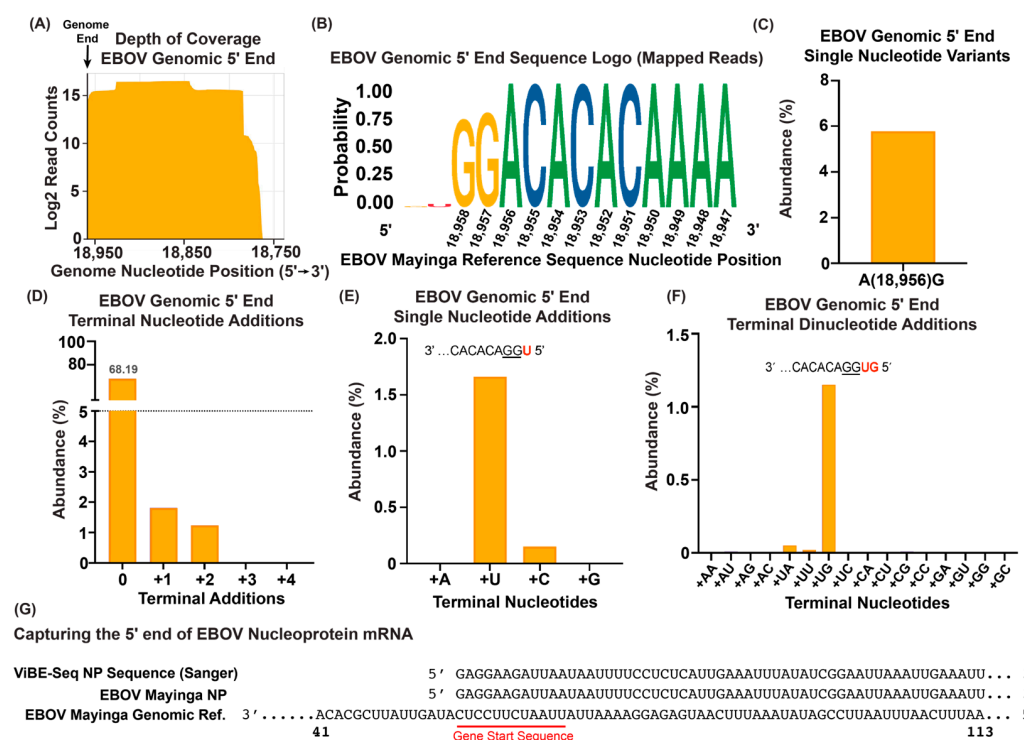 (A)
Genome
End
Depth of Coverage
EBOV Genomic 5' End
Log2 Read Counts
15
10
5
0
18,950
18,850
18,750
Genome Nucleotide Position (5'→3')
(B)
EBOV Genomic 5' End Sequence Logo (Mapped Reads)
Probability
1.00
0.75
0.50
0.25
0.00
GGACACACAAAA
5'
18,958
18,957
18,956
18,955
18,954
18,953
18,952
18,951
18,950
18,949
18,948
18,947
3'
EBOV Mayinga Reference Sequence Nucleotide Position
(C)
EBOV Genomic 5' End
Single Nucleotide Variants
Abundance (%)
8
6
4
2
0
A(18,956)G
(D)
EBOV Genomic 5' End
Terminal Nucleotide Additions
Abundance (%)
100
80
68.19
5
4
3
2
1
0
0
+1
+2
+3
+4
Terminal Additions
(E)
EBOV Genomic 5' End
Single Nucleotide Additions
3' ...CACACAGGU 5'
Abundance (%)
2.0
1.5
1.0
0.5
0
+A
+U
+C
+G
Terminal Nucleotides
(F)
EBOV Genomic 5' End
Terminal Dinucleotide Additions
3' ...CACACAGGUG 5'
Abundance (%)
1.5
1.0
0.5
0
+AA
+AU
+AG
+AC
+UA
+UU
+UG
+UC
+CA
+CU
+CG
+CC
+GA
+GU
+GG
+GC
Terminal Nucleotides
(G)
Capturing the 5' end of EBOV Nucleoprotein mRNA
ViBE-Seq NP Sequence (Sanger) 5' GAGGAAGAUUAAUAAUUUUCCUCUCAUUGAAAUUUAUAUCGGAAUUAAAUUGAAAUU...
EBOV Mayinga NP 5' GAGGAAGAUUAAUAAUUUUCCUCUCAUUGAAAUUUAUAUCGGAAUUAAAUUGAAAUU...
EBOV Mayinga Genomic Ref. 3'......ACACGCUUAUUGAUACUCCUUCUAAUUAUUAAAAGGAGAGUAACUUUAAAUAUAGCCUUAAUUUAACUUUAA...
41 113
Gene Start Sequence